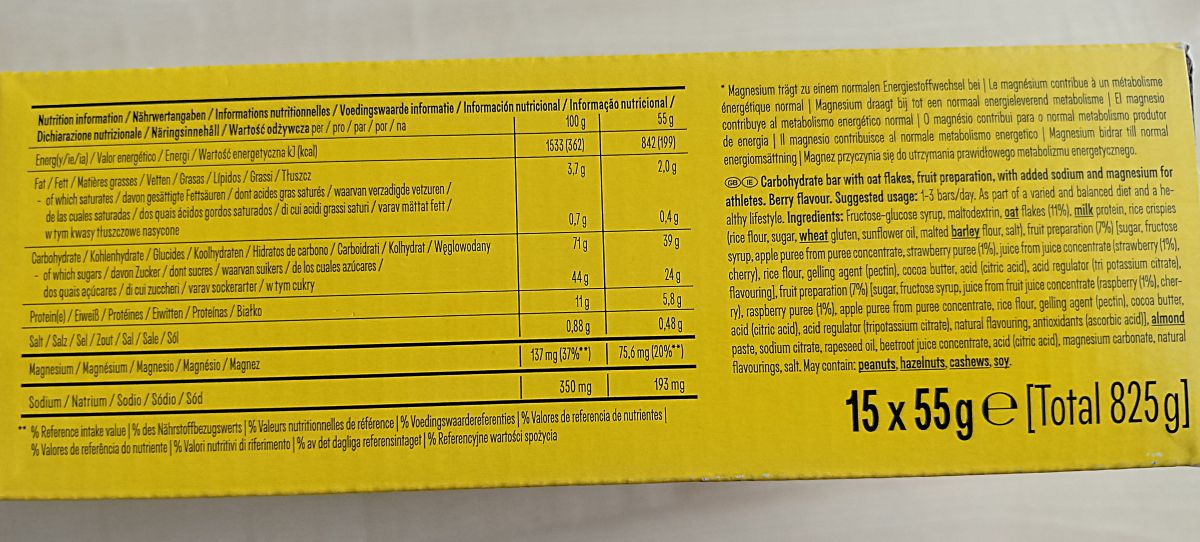 Nutrition information / Nährwertangaben / Informations nutritionnelles / Voedingswaarde informatie / Información nutricional / Informação nutricional /
Dichiarazione nutrizionale / Näringsinnehåll / Wartość odżywcza per / pro / par / por / na 100 g 55 g
Energ(y/ie/ia) / Valor energético / Energi / Wartość energetyczna kJ (kcal) 1533 (362) 842 (199)
Fat / Fett / Matières grasses / Vetten / Grasas / Lípidos / Grassi / Tłuszcz 3,7 g 2,0 g
- of which saturates / davon gesättigte Fettsäuren / dont acides gras saturés / waarvan verzadigde vetzuren /
de las cuales saturadas / dos quais ácidos gordos saturados / di cui acidi grassi saturi / varav mättat fett /
w tym kwasy tłuszczowe nasycone 0,7 g 0,4 g
Carbohydrate / Kohlenhydrate / Glucides / Koolhydraten / Hidratos de carbono / Carboidrati / Kolhydrat / Węglowodany 71 g 39 g
- of which sugars / davon Zucker / dont sucres / waarvan suikers / de los cuales azúcares /
dos quais açúcares / di cui zuccheri / varav sockerarter / w tym cukry 44 g 24 g
Protein(e) / Eiweiß / Protéines / Eiwitten / Proteínas / Białko 11 g 5,8 g
Salt / Salz / Sel / Zout / Sal / Sale / Sól 0,88 g 0,48 g
Magnesium / Magnésium / Magnesio / Magnésio / Magnez 137 mg (37%**) 75,6 mg (20%**)
Sodium / Natrium / Sodio / Sódio / Sód 350 mg 193 mg
** % Reference intake value | % des Nährstoffbezugswerts | % Valeurs nutritionnelles de référence | % Voedingswaardereferenties | % Valores de referencia de nutrientes |
% Valores de referência do nutriente | % Valori nutritivi di riferimento | % av det dagliga referensintaget | % Referencyjne wartości spożycia
* Magnesium trägt zu einem normalen Energiestoffwechsel bei | Le magnésium contribue à un métabolisme
énergétique normal | Magnesium draagt bij tot een normaal energieleverend metabolisme | El magnesio
contribuye al metabolismo energético normal | O magnésio contribui para o normal metabolismo produtor
de energia | Il magnesio contribuisce al normale metabolismo energetico | Magnesium bidrar till normal
energiomsättning | Magnez przyczynia się do utrzymania prawidłowego metabolizmu energetycznego.
GB IE Carbohydrate bar with oat flakes, fruit preparation, with added sodium and magnesium for
athletes. Berry flavour. Suggested usage: 1-3 bars/day. As part of a varied and balanced diet and a he-
althy lifestyle. Ingredients: Fructose-glucose syrup, maltodextrin, oat flakes (11%), milk protein, rice crispies
(rice flour, sugar, wheat gluten, sunflower oil, malted barley flour, salt), fruit preparation (7%) [sugar, fructose
syrup, apple puree from puree concentrate, strawberry puree (1%), juice from juice concentrate (strawberry (1%),
cherry), rice flour, gelling agent (pectin), cocoa butter, acid (citric acid), acid regulator (tri potassium citrate),
flavouring], fruit preparation (7%) [sugar, fructose syrup, juice from fruit juice concentrate (raspberry (1%), cher-
ry), raspberry puree (1%), apple puree from puree concentrate, rice flour, gelling agent (pectin), cocoa butter,
acid (citric acid), acid regulator (tripotassium citrate), natural flavouring, antioxidants (ascorbic acid)], almond
paste, sodium citrate, rapeseed oil, beetroot juice concentrate, acid (citric acid), magnesium carbonate, natural
flavourings, salt. May contain: peanuts, hazelnuts, cashews, soy.
15 x 55 g e [Total 825 g]